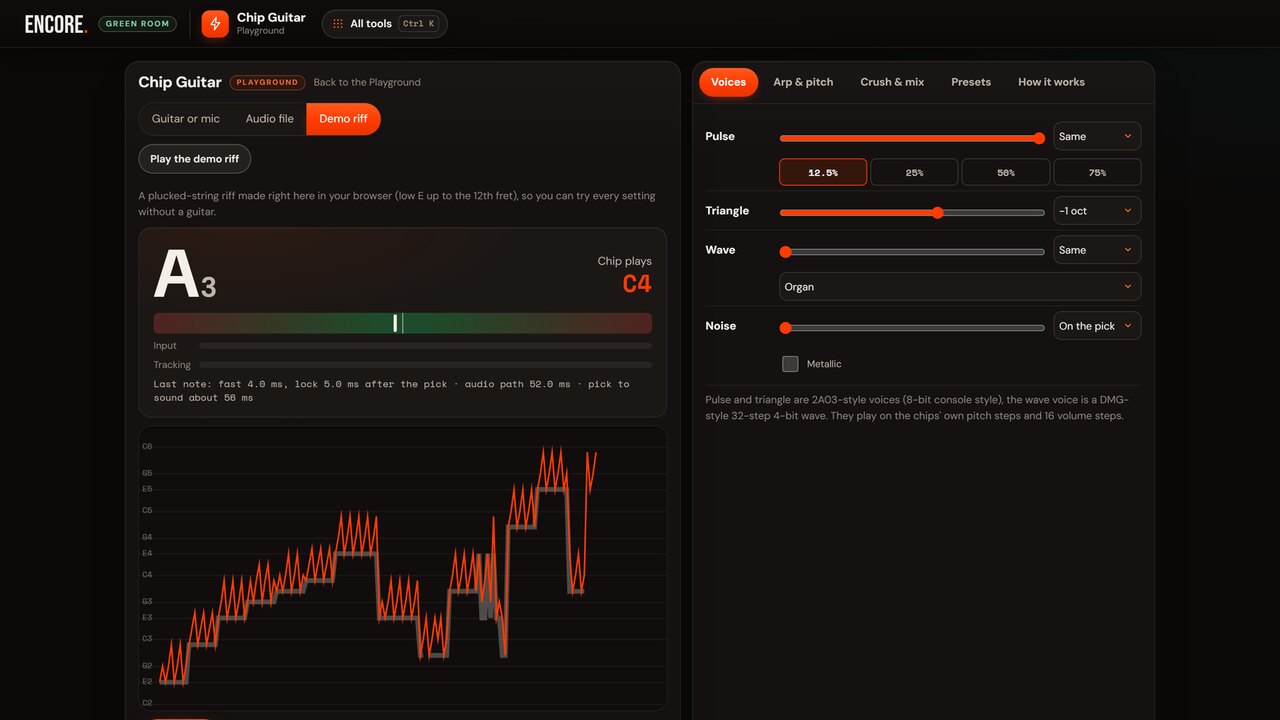 ENCORE.
GREEN ROOM
Chip Guitar
Playground
All tools
Ctrl K
Chip Guitar
PLAYGROUND
Back to the Playground
Guitar or mic
Audio file
Demo riff
Play the demo riff
A plucked-string riff made right here in your browser (low E up to the 12th fret), so you can try every setting
without a guitar.
A3
Chip plays
C4
Input
Tracking
Last note: fast 4.0 ms, lock 5.0 ms after the pick · audio path 52.0 ms · pick to
sound about 56 ms
C6
G5
E5
C5
G4
E4
C4
G3
E3
C3
G2
E2
C2
Voices
Arp & pitch
Crush & mix
Presets
How it works
Pulse
Same
12.5%
25%
50%
75%
Triangle
-1 oct
Wave
Same
Organ
Noise
On the pick
Metallic
Pulse and triangle are 2A03-style voices (8-bit console style), the wave voice is a DMG-
style 32-step 4-bit wave. They play on the chips' own pitch steps and 16 volume steps.